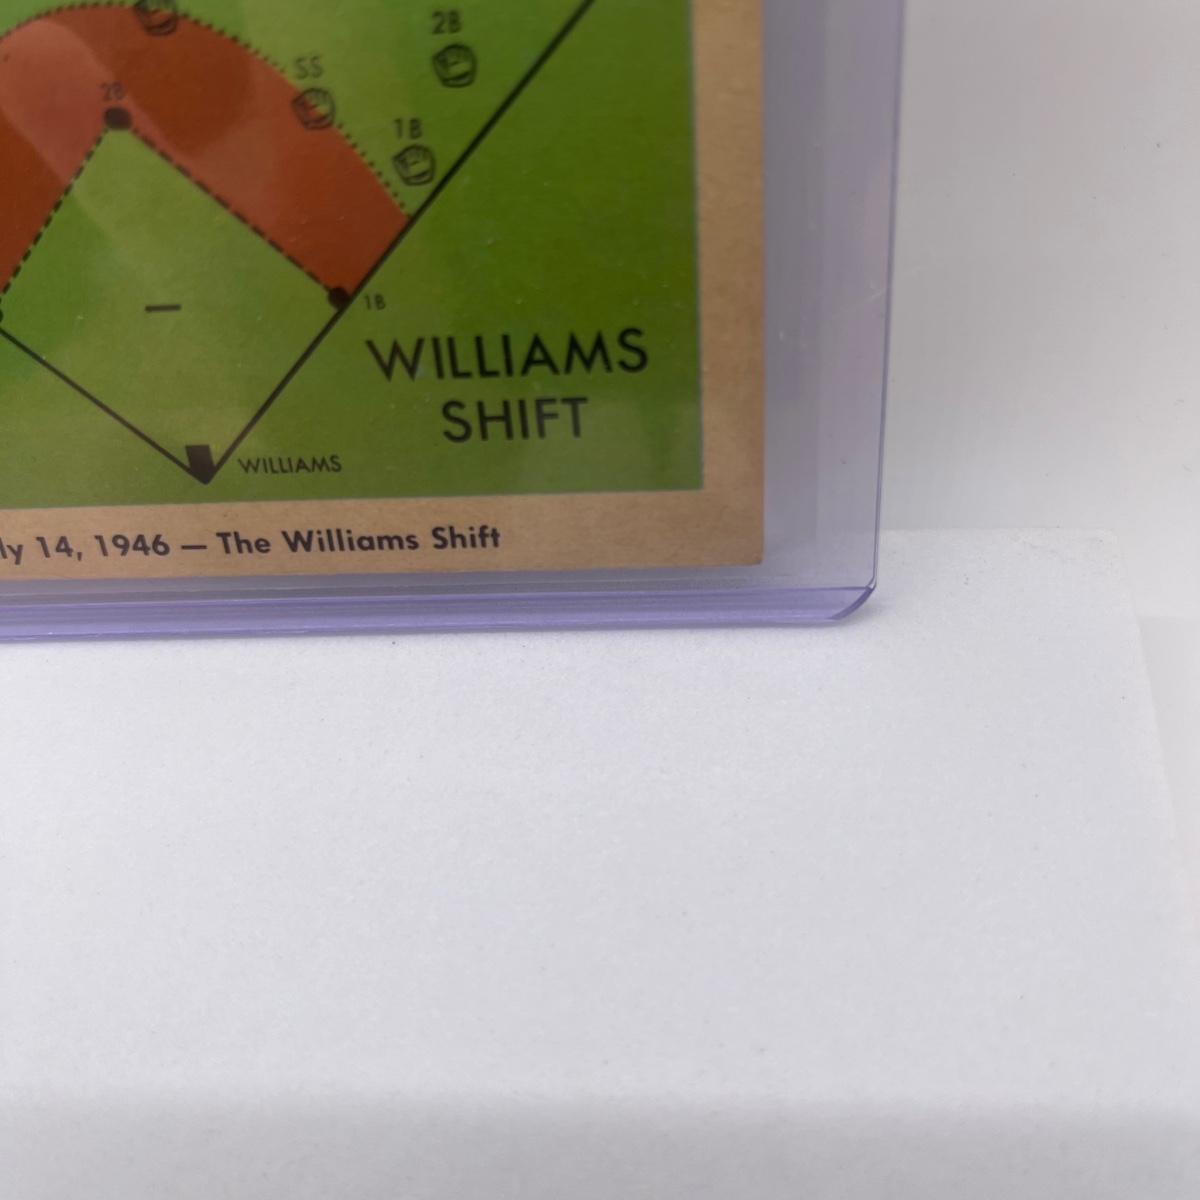 2B
SS
2B
1B
1B
WILLIAMS
SHIFT
WILLIAMS
ly 14, 1946 — The Williams Shift